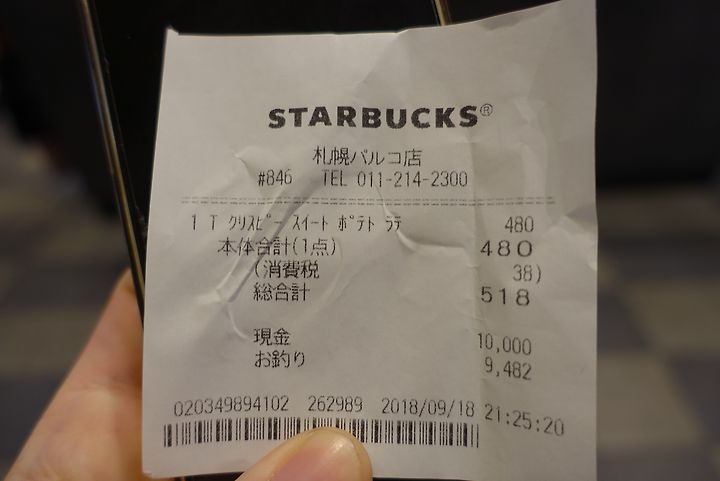 STARBUCKS®
札幌パルコ店
#846 TEL 011-214-2300
1 T クリスピー スイート ポテト ラテ 480
本体合計(1点) 480
(消費税 38)
総合計 518
現金 10,000
お釣り 9,482
020349894102 262989 2018/09/18 21:25:20